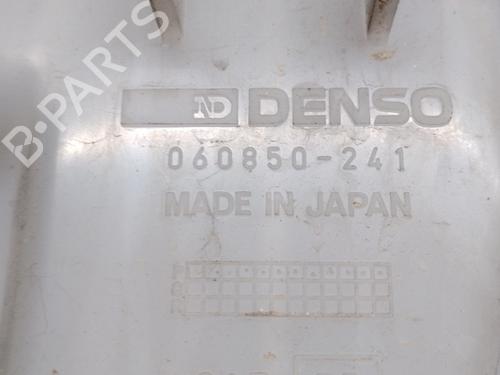 B-PARTS
ND DENSO
060850-241
MADE IN JAPAN